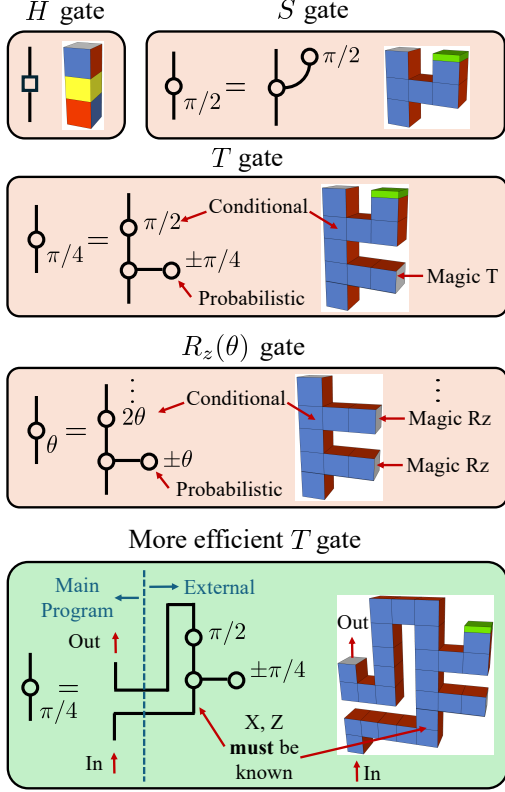 H gate
S gate
π/2
=
π/2
T gate
π/4
=
π/2
Conditional
±π/4
Probabilistic
Magic T
R_z(θ) gate
θ
=
2θ
Conditional
±θ
Probabilistic
Magic Rz
Magic Rz
More efficient T gate
Main
Program
External
Out
π/2
π/4
=
±π/4
X, Z
must be
known
In
Out
In